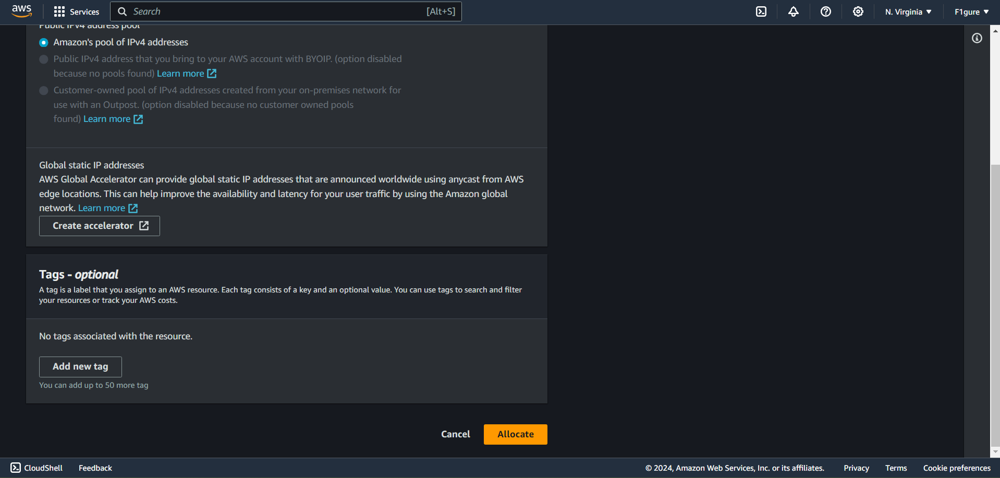 aws
Services
Search
[Alt+S]
N. Virginia
F1gure
Public IPv4 address pool
Amazon's pool of IPv4 addresses
Public IPv4 address that you bring to your AWS account with BYOIP. (option disabled
because no pools found) Learn more
Customer-owned pool of IPv4 addresses created from your on-premises network for
use with an Outpost. (option disabled because no customer owned pools
found) Learn more
Global static IP addresses
AWS Global Accelerator can provide global static IP addresses that are announced worldwide using anycast from AWS
edge locations. This can help improve the availability and latency for your user traffic by using the Amazon global
network. Learn more
Create accelerator
Tags - optional
A tag is a label that you assign to an AWS resource. Each tag consists of a key and an optional value. You can use tags to search and filter
your resources or track your AWS costs.
No tags associated with the resource.
Add new tag
You can add up to 50 more tag
Cancel
Allocate
CloudShell
Feedback
© 2024, Amazon Web Services, Inc. or its affiliates.
Privacy
Terms
Cookie preferences